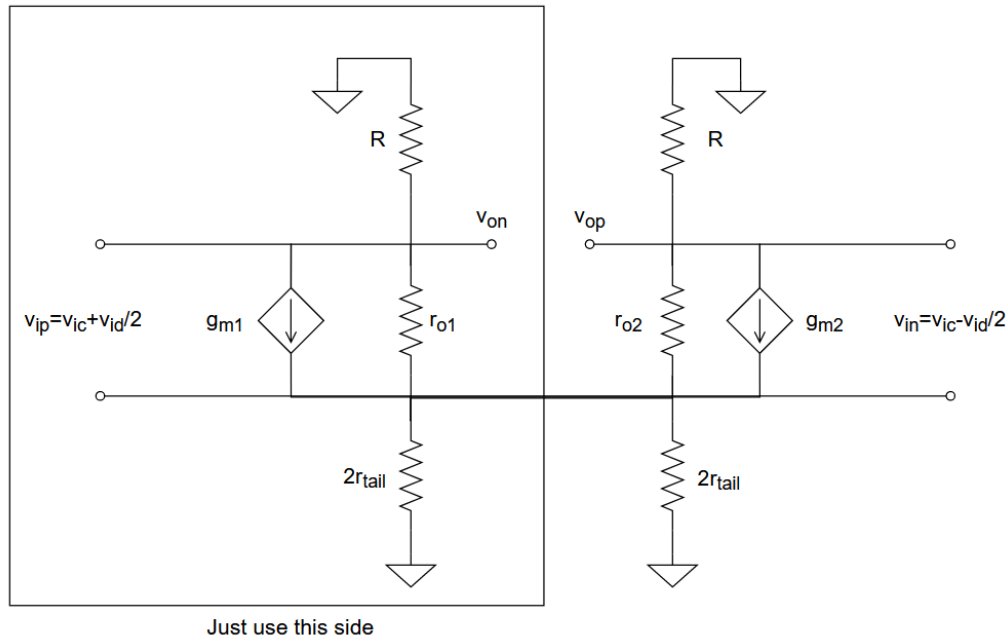 R
R
v_on
v_op
v_ip=v_ic+v_id/2
g_m1
r_o1
r_o2
g_m2
v_in=v_ic-v_id/2
2r_tail
2r_tail
Just use this side